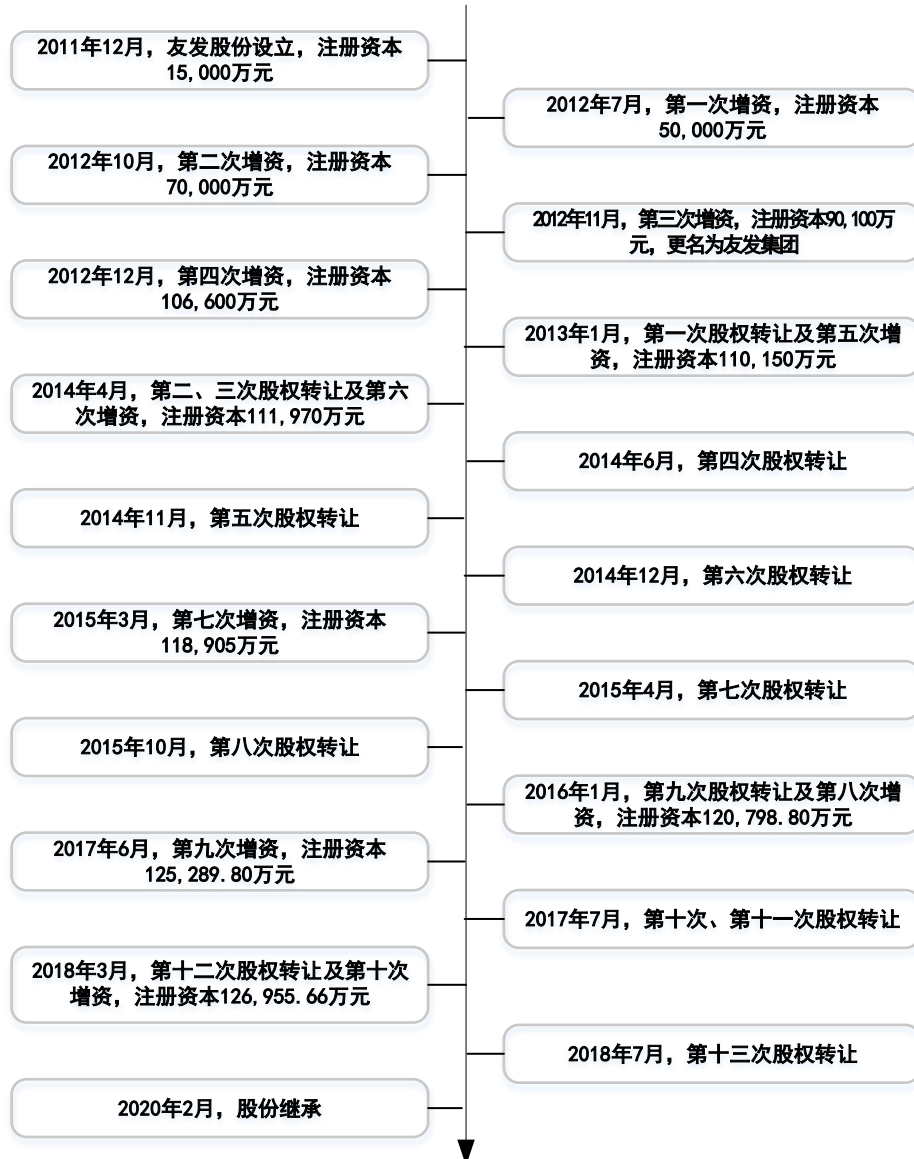 2011年12月，友发股份设立，注册资本
15,000万元
2012年7月，第一次增资，注册资本
50,000万元
2012年10月，第二次增资，注册资本
70,000万元
2012年11月，第三次增资，注册资本90,100万
元，更名为友发集团
2012年12月，第四次增资，注册资本
106,600万元
2013年1月，第一次股权转让及第五次增
资，注册资本110,150万元
2014年4月，第二、三次股权转让及第六
次增资，注册资本111,970万元
2014年6月，第四次股权转让
2014年11月，第五次股权转让
2014年12月，第六次股权转让
2015年3月，第七次增资，注册资本
118,905万元
2015年4月，第七次股权转让
2015年10月，第八次股权转让
2016年1月，第九次股权转让及第八次增
资，注册资本120,798.80万元
2017年6月，第九次增资，注册资本
125,289.80万元
2017年7月，第十次、第十一次股权转让
2018年3月，第十二次股权转让及第十次
增资，注册资本126,955.66万元
2018年7月，第十三次股权转让
2020年2月，股份继承